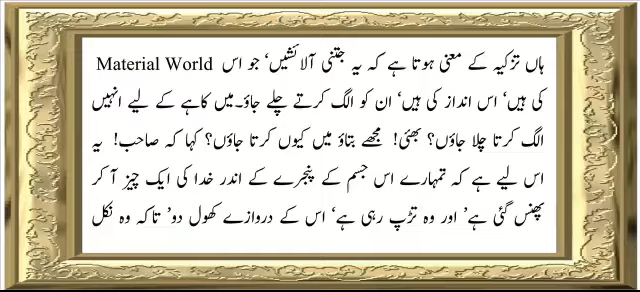 ہاں تزکیہ کے معنی ہوتا ہے کہ یہ جتنی آلائشیں‘ جو اس Material World
کی ہیں‘ اس انداز کی ہیں‘ ان کو الگ کرتے چلے جاؤ۔میں کاہے کے لیے انہیں
الگ کرتا چلا جاؤں؟ بھئی! مجھے بتاؤ میں کیوں کرتا جاؤں؟ کہا کہ صاحب! یہ
اس لیے ہے کہ تمہارے اس جسم کے پنجرے کے اندر خدا کی ایک چیز آ کر
پھنس گئی ہے’ اور وہ تڑپ رہی ہے‘ اس کے دروازے کھول دو’ تاکہ وہ نکل